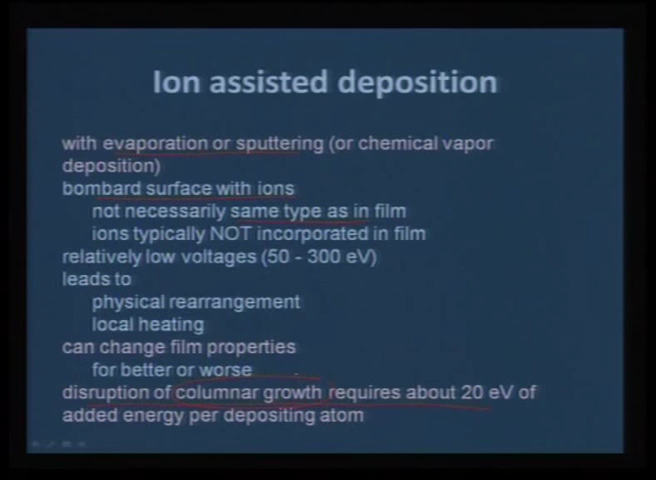 Ion assisted deposition
with evaporation or sputtering (or chemical vapor
deposition)
bombard surface with ions
not necessarily same type as in film
ions typically NOT incorporated in film
relatively low voltages (50 - 300 eV)
leads to
physical rearrangement
local heating
can change film properties
for better or worse
disruption of columnar growth requires about 20 eV of
added energy per depositing atom